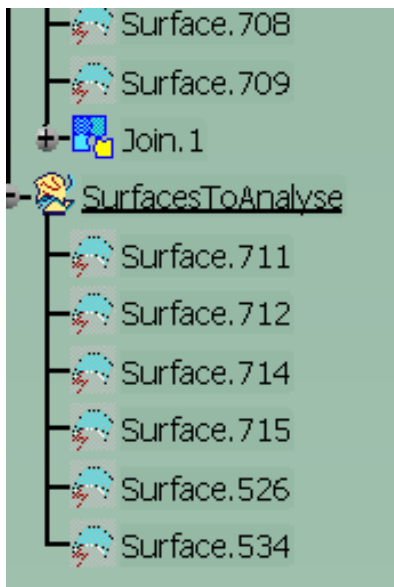 Surface.708
Surface.709
Join.1
SurfacesToAnalyse
Surface.711
Surface.712
Surface.714
Surface.715
Surface.526
Surface.534